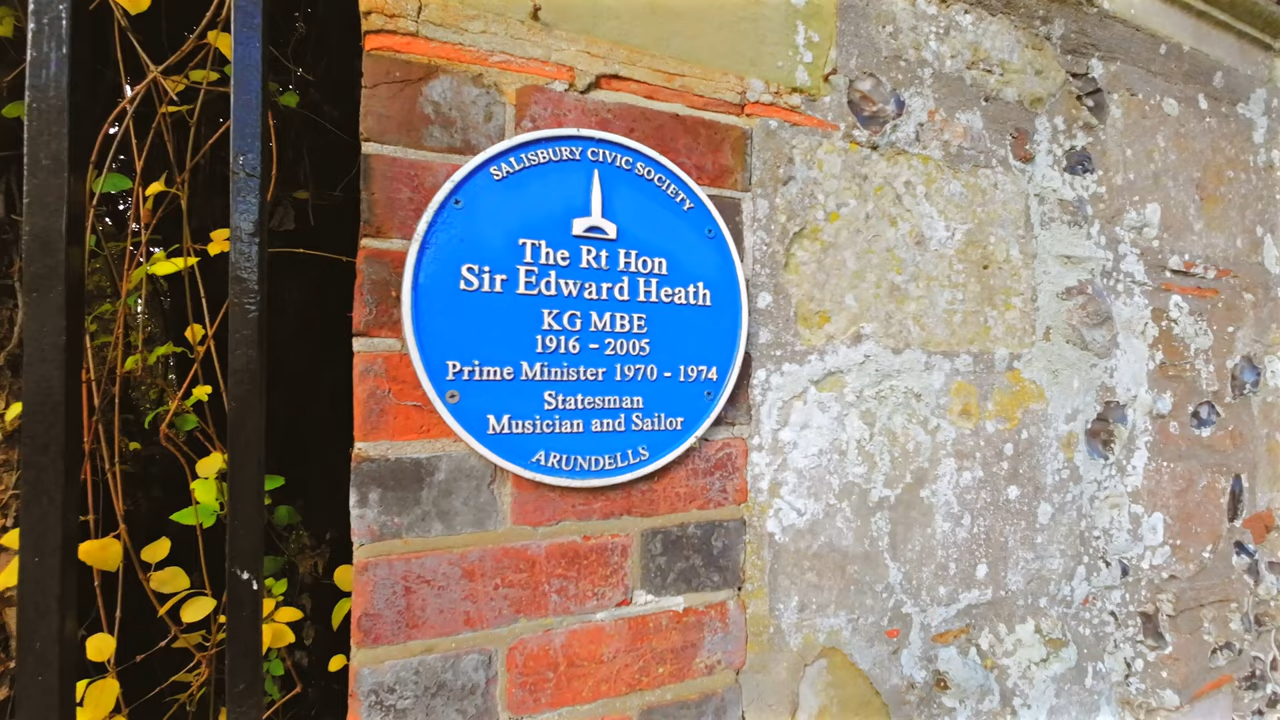 SALISBURY CIVIC SOCIETY
The Rt Hon
Sir Edward Heath
KG MBE
1916 - 2005
Prime Minister 1970 - 1974
Statesman
Musician and Sailor
ARUNDELLS